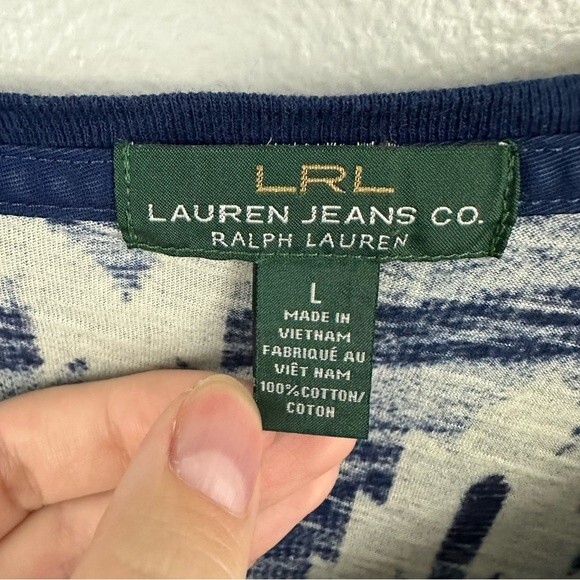 LRL
LAUREN JEANS CO.
RALPH LAUREN
L
MADE IN
VIETNAM
FABRIQUÉ AU
VIÊT NAM
100% COTTON/
COTON